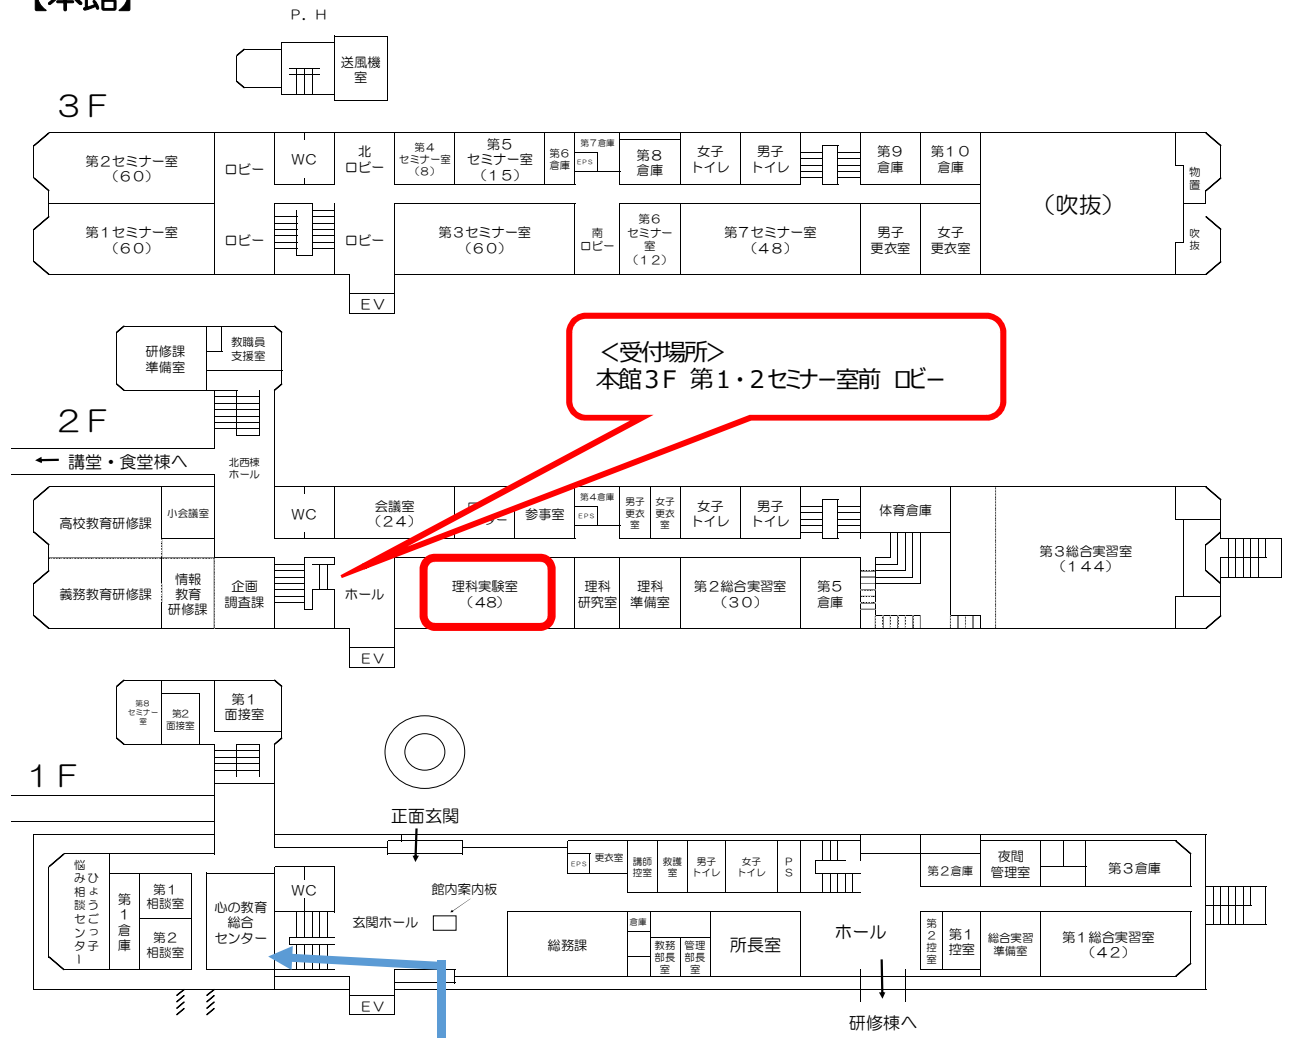 【本館】
P．H
送風機
室
３Ｆ
第２セミナー室
（６０）
ロビー
WC
北
ロビー
第４
セミナー室
（８）
第５
セミナー室
（１５）
第６
倉庫
第７倉庫
EPS
第８
倉庫
女子
トイレ
男子
トイレ
第９
倉庫
第１０
倉庫
（吹抜）
物
置
第１セミナー室
（６０）
ロビー
ロビー
第３セミナー室
（６０）
南
ロビー
第６
セミナー
室
（１２）
第７セミナー室
（４８）
男子
更衣室
女子
更衣室
吹
抜
ＥＶ
＜受付場所＞
本館３Ｆ 第１・２セミナー室前 ロビー
研修課
準備室
教職員
支援室
２Ｆ
← 講堂・食堂棟へ
北西棟
ホール
高校教育研修課
小会議室
WC
会議室
（２４）
参事室
第４倉庫
EPS
男子
更衣
室
女子
更衣
室
女子
トイレ
男子
トイレ
体育倉庫
第３総合実習室
（１４４）
義務教育研修課
情報
教育
研修課
企画
調査課
ホール
理科実験室
（４８）
理科
研究室
理科
準備室
第２総合実習室
（３０）
第５
倉庫
ＥＶ
第８
セミナー
室
第２
面接室
第１
面接室
１Ｆ
正面玄関
ひょうごっ子
悩み相談センター
第１倉庫
第１
相談室
第２
相談室
心の教育
総合
センター
WC
玄関ホール
館内案内板
EPS
更衣室
講師
控室
救護
室
男子
トイレ
女子
トイレ
P
S
第２倉庫
夜間
管理室
第３倉庫
総務課
倉庫
教務
部長
室
管理
部長
室
所長室
ホール
第２控室
第１
控室
総合実習
準備室
第１総合実習室
（４２）
ＥＶ
研修棟へ